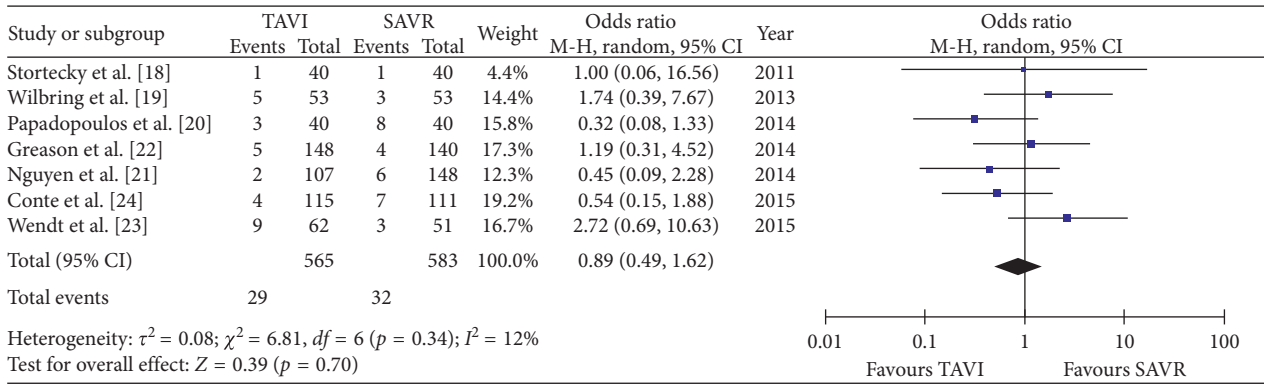 Study or subgroup TAVI SAVR Weight Odds ratio Year Odds ratio
Events Total Events Total M-H, random, 95% CI M-H, random, 95% CI
Stortecky et al. [18] 1 40 1 40 4.4% 1.00 (0.06, 16.56) 2011
Wilbring et al. [19] 5 53 3 53 14.4% 1.74 (0.39, 7.67) 2013
Papadopoulos et al. [20] 3 40 8 40 15.8% 0.32 (0.08, 1.33) 2014
Greason et al. [22] 5 148 4 140 17.3% 1.19 (0.31, 4.52) 2014
Nguyen et al. [21] 2 107 6 148 12.3% 0.45 (0.09, 2.28) 2014
Conte et al. [24] 4 115 7 111 19.2% 0.54 (0.15, 1.88) 2015
Wendt et al. [23] 9 62 3 51 16.7% 2.72 (0.69, 10.63) 2015
Total (95% CI) 565 583 100.0% 0.89 (0.49, 1.62)
Total events 29 32
Heterogeneity: τ² = 0.08; χ² = 6.81, df = 6 (p = 0.34); I² = 12%
Test for overall effect: Z = 0.39 (p = 0.70)
0.01 0.1 1 10 100
Favours TAVI Favours SAVR